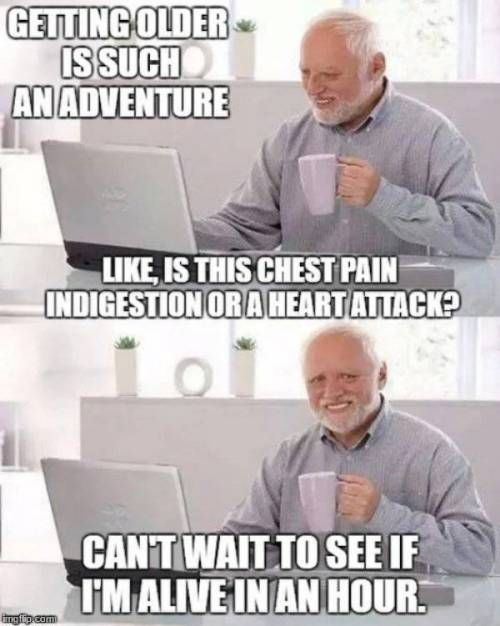 GETTING OLDER
IS SUCH
AN ADVENTURE
LIKE, IS THIS CHEST PAIN
INDIGESTION OR A HEART ATTACK?
CAN'T WAIT TO SEE IF
I'M ALIVE IN AN HOUR.
imgflip.com